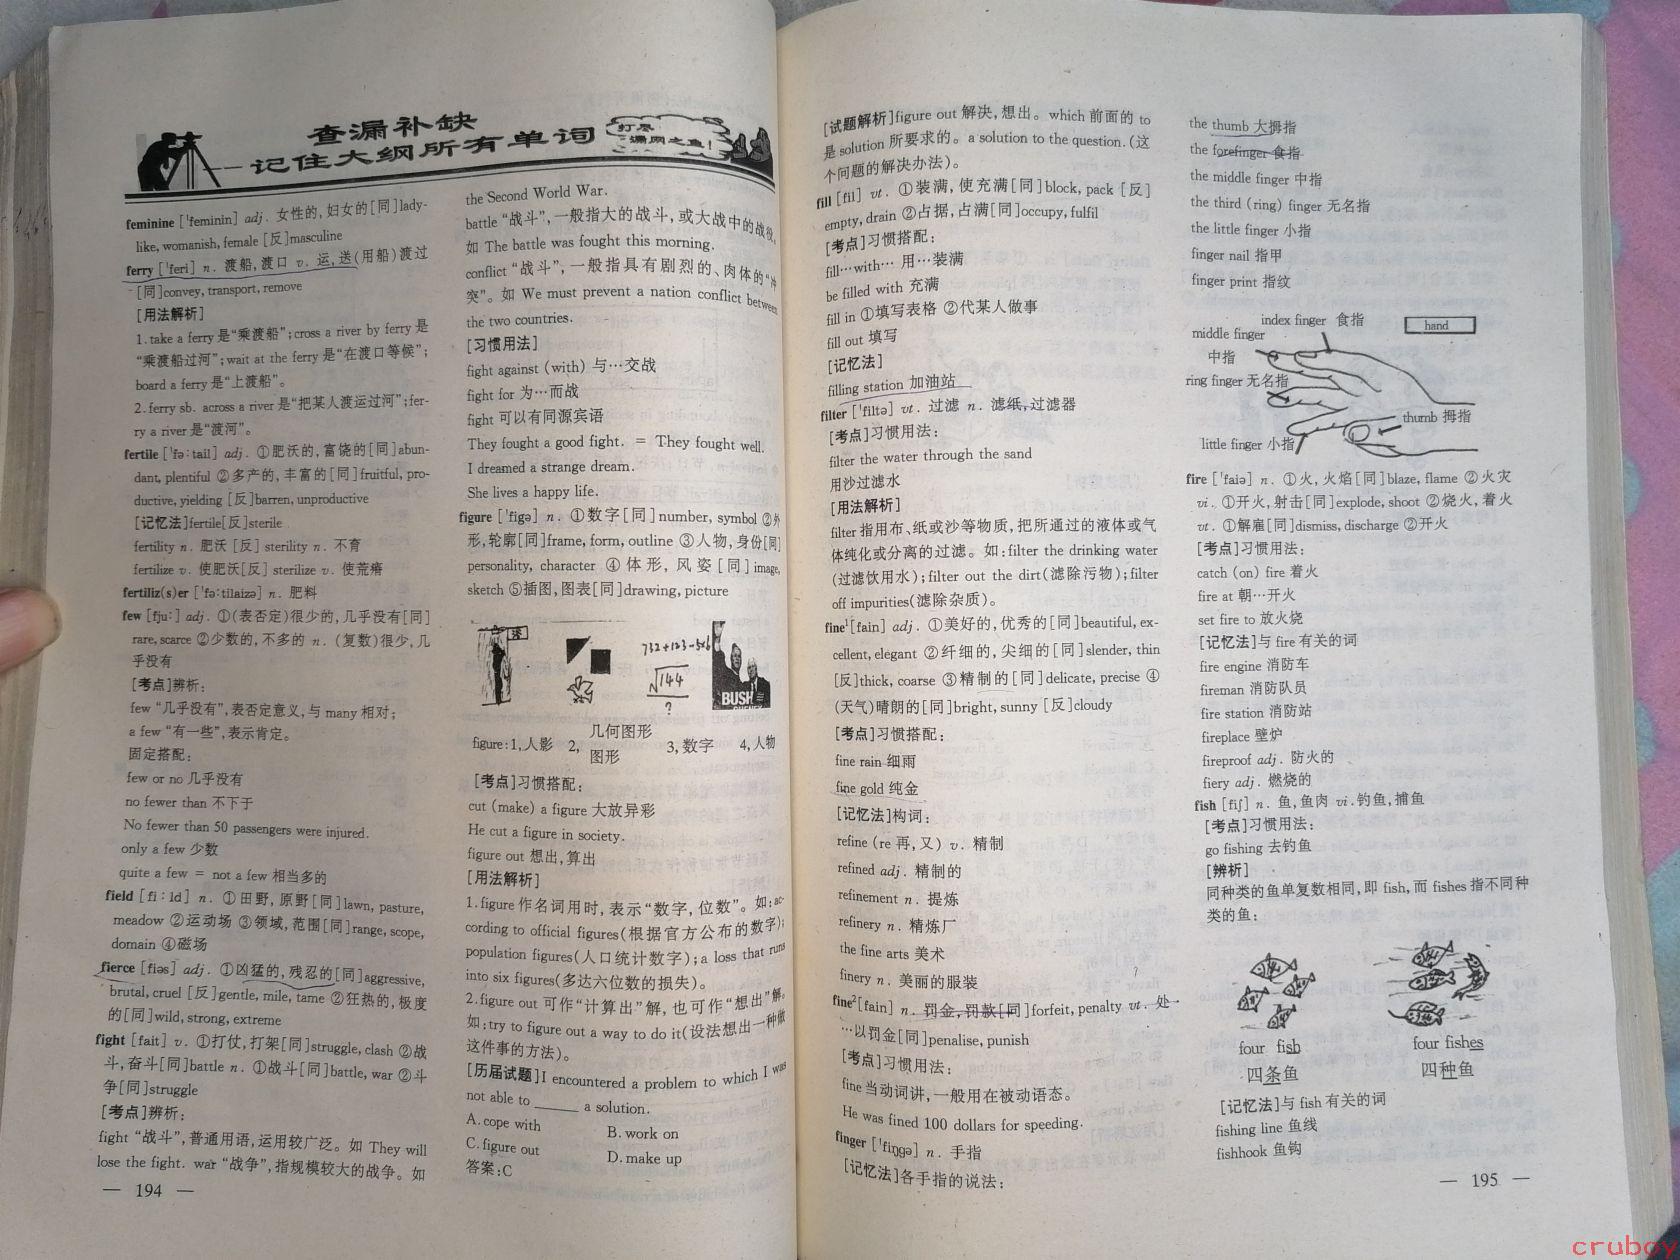 查漏补缺
记住大纲所有单词
打尽
漏网之鱼!
feminine ['feminin] adj. 女性的,妇女的[同]lady-
like, womanish, female [反]masculine
ferry ['feri] n. 渡船,渡口 v. 运,送(用船)渡过
[同]convey, transport, remove
[用法解析]
1.take a ferry 是“乘渡船”;cross a river by ferry 是
“乘渡船过河”;wait at the ferry 是“在渡口等候”;
board a ferry 是“上渡船”。
2.ferry sb. across a river 是“把某人渡运过河”;fer-
ry a river 是“渡河”。
fertile ['fə:tail] adj. ①肥沃的,富饶的[同]abun-
dant, plentiful ②多产的,丰富的[同]fruitful, pro-
ductive, yielding [反]barren, unproductive
[记忆法]fertile[反]sterile
fertility n. 肥沃 [反] sterility n. 不育
fertilize v. 使肥沃[反] sterilize v. 使荒瘠
fertiliz(s)er ['fə:tilaizə] n. 肥料
few [fju:] adj. ①(表否定)很少的,几乎没有[同]
rare, scarce ②少数的,不多的 n. (复数)很少,几
乎没有
[考点]辨析:
few “几乎没有”,表否定意义,与 many 相对;
a few “有一些”,表示肯定。
固定搭配:
few or no 几乎没有
no fewer than 不下于
No fewer than 50 passengers were injured.
only a few 少数
quite a few = not a few 相当多的
field [fi:ld] n. ①田野,原野[同]lawn, pasture,
meadow ②运动场 ③领域,范围[同]range, scope,
domain ④磁场
fierce [fiəs] adj. ①凶猛的,残忍的[同]aggressive,
brutal, cruel [反]gentle, mile, tame ②狂热的,极度
的[同]wild, strong, extreme
fight [fait] v. ①打仗,打架[同]struggle, clash ②战
斗,奋斗[同]battle n. ①战斗[同]battle, war ②斗
争[同]struggle
[考点]辨析:
fight “战斗”,普通用语,运用较广泛。如 They will
lose the fight. war “战争”,指规模较大的战争。如
— 194 —
the Second World War.
battle “战斗”,一般指大的战斗,或大战中的战役,
如 The battle was fought this morning.
conflict “战斗”,一般指具有剧烈的、肉体的“冲
突”。如 We must prevent a nation conflict between
the two countries.
[习惯用法]
fight against (with) 与…交战
fight for 为…而战
fight 可以有同源宾语
They fought a good fight. = They fought well.
I dreamed a strange dream.
She lives a happy life.
figure ['figə] n. ①数字[同]number, symbol ②外
形,轮廓[同]frame, form, outline ③人物,身份[同]
personality, character ④体形,风姿[同]image,
sketch ⑤插图,图表[同]drawing, picture
732+123-5×6
√144
?
BUSH
figure:1,人影 2, 几何图形
图形 3,数字 4,人物
[考点]习惯搭配:
cut (make) a figure 大放异彩
He cut a figure in society.
figure out 想出,算出
[用法解析]
1.figure 作名词用时,表示“数字,位数”。如:ac-
cording to official figures(根据官方公布的数字);
population figures(人口统计数字);a loss that runs
into six figures(多达六位数的损失)。
2.figure out 可作“计算出”解,也可作“想出”解。
如:try to figure out a way to do it(设法想出一种做
这件事的方法)。
[历届试题]I encountered a problem to which I was
not able to ______ a solution.
A.cope with B.work on
C.figure out D.make up
答案:C
[试题解析]figure out 解决,想出。which 前面的 to
是 solution 所要求的。a solution to the question.(这
个问题的解决办法)。
fill [fil] vt. ①装满,使充满[同]block, pack [反]
empty, drain ②占据,占满[同]occupy, fulfil
[考点]习惯搭配:
fill…with… 用…装满
be filled with 充满
fill in ①填写表格 ②代某人做事
fill out 填写
[记忆法]
filling station 加油站
filter ['filtə] vt. 过滤 n. 滤纸,过滤器
[考点]习惯用法:
filter the water through the sand
用沙过滤水
[用法解析]
filter 指用布、纸或沙等物质,把所通过的液体或气
体纯化或分离的过滤。如:filter the drinking water
(过滤饮用水);filter out the dirt(滤除污物);filter
off impurities(滤除杂质)。
fine¹[fain] adj. ①美好的,优秀的[同]beautiful, ex-
cellent, elegant ②纤细的,尖细的[同]slender, thin
[反]thick, coarse ③精制的[同]delicate, precise ④
(天气)晴朗的[同]bright, sunny [反]cloudy
[考点]习惯搭配:
fine rain 细雨
fine gold 纯金
[记忆法]构词:
refine (re 再,又) v. 精制
refined adj. 精制的
refinement n. 提炼
refinery n. 精炼厂
the fine arts 美术
finery n. 美丽的服装
fine²[fain] n. 罚金,罚款[同]forfeit, penalty vt. 处
…以罚金[同]penalise, punish
[考点]习惯用法:
fine 当动词讲,一般用在被动语态。
He was fined 100 dollars for speeding.
finger ['fiŋgə] n. 手指
[记忆法]各手指的说法:
the thumb 大拇指
the forefinger 食指
the middle finger 中指
the third (ring) finger 无名指
the little finger 小指
finger nail 指甲
finger print 指纹
index finger 食指
hand
middle finger
中指
ring finger 无名指
thumb 拇指
little finger 小指
fire ['faiə] n. ①火,火焰[同]blaze, flame ②火灾
vi. ①开火,射击[同]explode, shoot ②烧火,着火
vt. ①解雇[同]dismiss, discharge ②开火
[考点]习惯用法:
catch (on) fire 着火
fire at 朝…开火
set fire to 放火烧
[记忆法]与 fire 有关的词
fire engine 消防车
fireman 消防队员
fire station 消防站
fireplace 壁炉
fireproof adj. 防火的
fiery adj. 燃烧的
fish [fiʃ] n. 鱼,鱼肉 vi.钓鱼,捕鱼
[考点]习惯用法:
go fishing 去钓鱼
[辨析]
同种类的鱼单复数相同,即 fish,而 fishes 指不同种
类的鱼:
four fish
四条鱼
four fishes
四种鱼
[记忆法]与 fish 有关的词
fishing line 鱼线
fishhook 鱼钩
— 195 —
cruboy